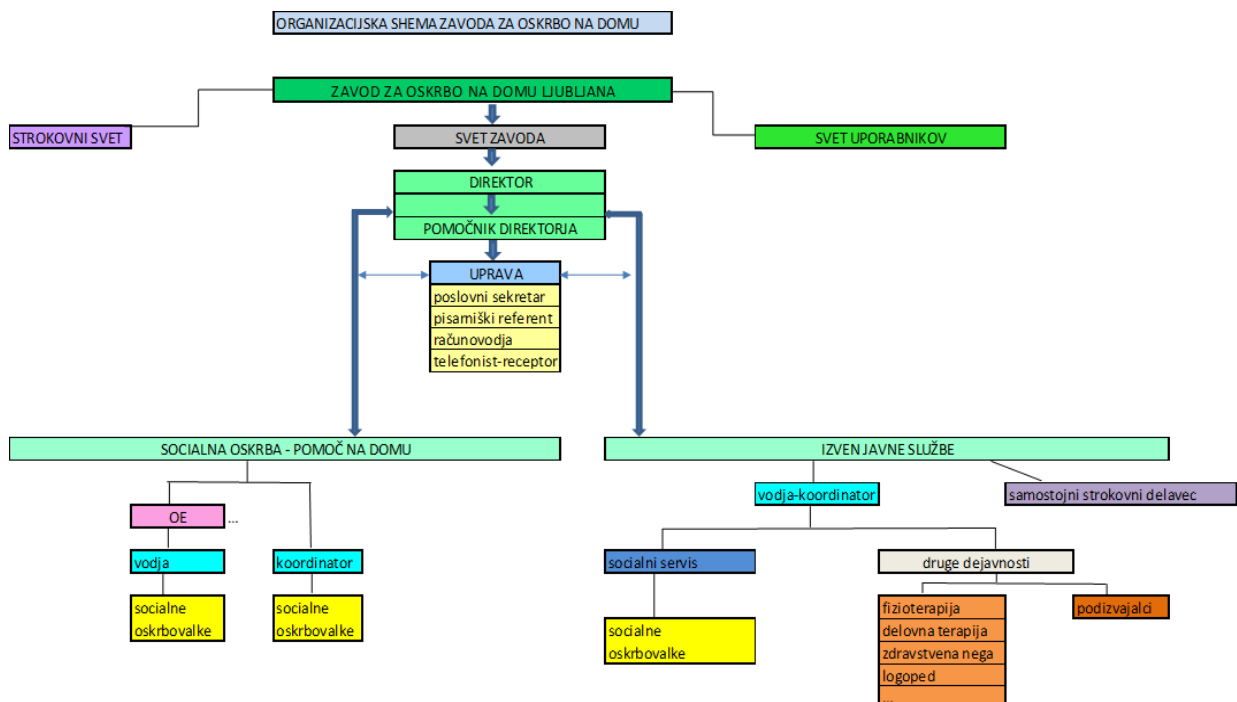 ORGANIZACIJSKA SHEMA ZAVODA ZA OSKRBO NA DOMU
ZAVOD ZA OSKRBO NA DOMU LJUBLJANA
STROKOVNI SVET
SVET ZAVODA
SVET UPORABNIKOV
DIREKTOR
POMOČNIK DIREKTORJA
UPRAVA
poslovni sekretar
pisarniški referent
računovodja
telefonist-receptor
SOCIALNA OSKRBA - POMOČ NA DOMU
IZVEN JAVNE SLUŽBE
vodja-koordinator
samostojni strokovni delavec
OE
...
vodja
koordinator
socialni servis
druge dejavnosti
socialne
oskrbovalke
socialne
oskrbovalke
socialne
oskrbovalke
fizioterapija
delovna terapija
zdravstvena nega
logoped
...
podizvajalci